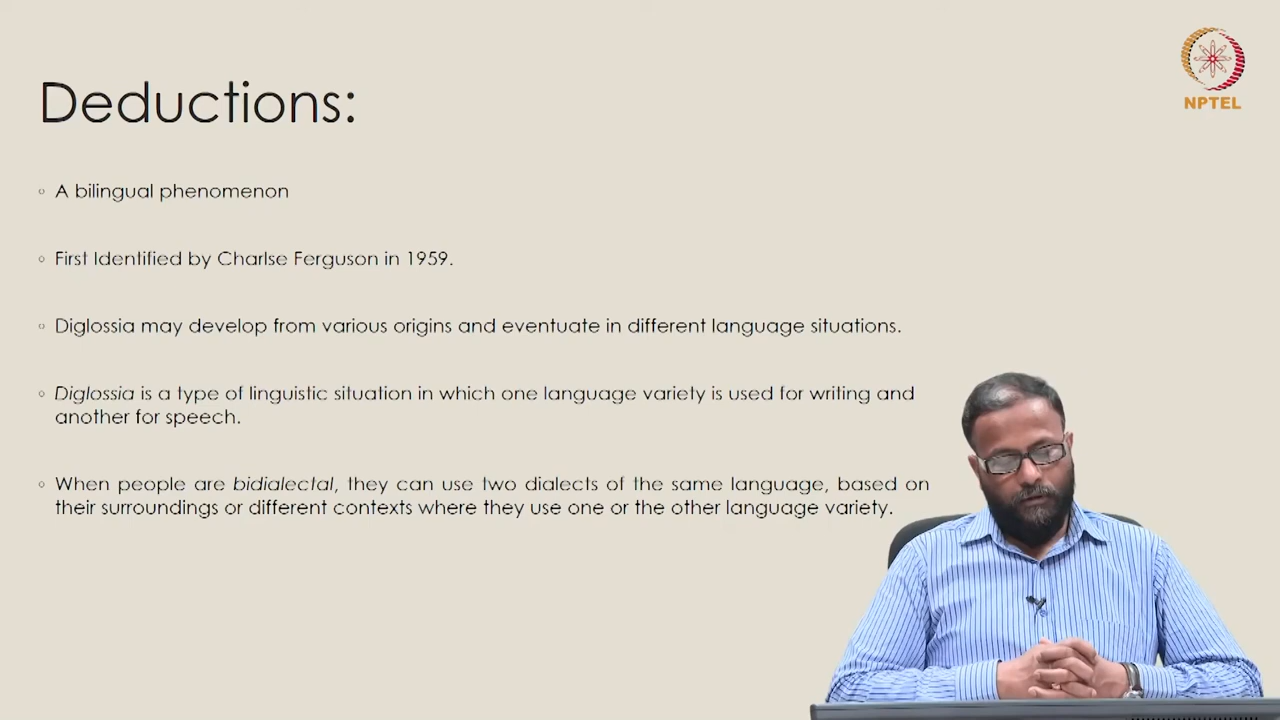 Deductions:
NPTEL
A bilingual phenomenon
First Identified by Charlse Ferguson in 1959.
Diglossia may develop from various origins and eventuate in different language situations.
Diglossia is a type of linguistic situation in which one language variety is used for writing and
another for speech.
When people are bidialectal, they can use two dialects of the same language, based on
their surroundings or different contexts where they use one or the other language variety.